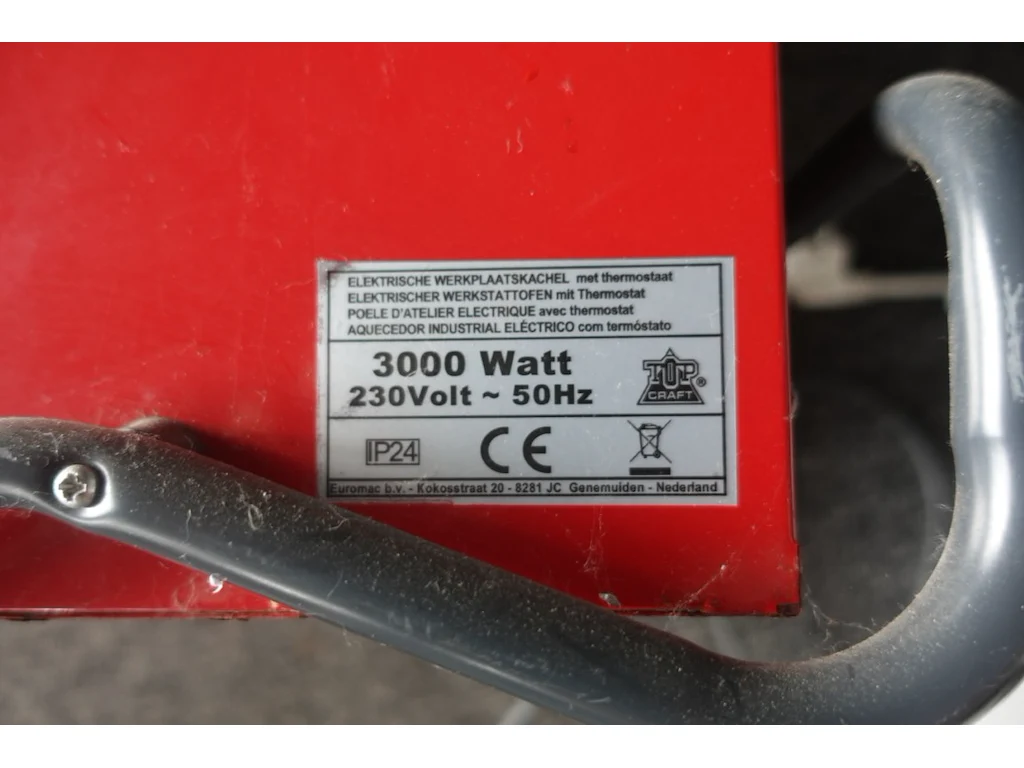 ELEKTRISCHE WERKPLAATSKACHEL met thermostaat
ELEKTRISCHER WERKSTATTOFEN mit Thermostat
POELE D'ATELIER ELECTRIQUE avec thermostat
AQUECEDOR INDUSTRIAL ELÉCTRICO com termóstato
3000 Watt
230Volt ~ 50Hz
TOP
CRAFT
®
IP24
CE
Euromac b.v. - Kokosstraat 20 - 8281 JC Genemuiden - Nederland